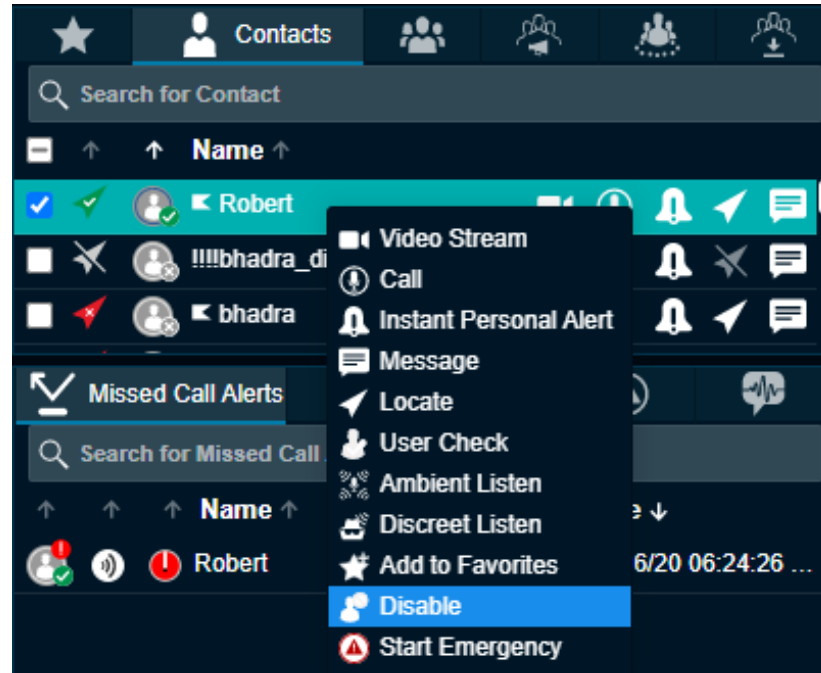 Contacts
Search for Contact
Name
Robert
!!!!bhadra_di
bhadra
Video Stream
Call
Instant Personal Alert
Message
Locate
User Check
Ambient Listen
Discreet Listen
Add to Favorites
Disable
Start Emergency
Missed Call Alerts
Search for Missed Call
Name
Robert 6/20 06:24:26 ...